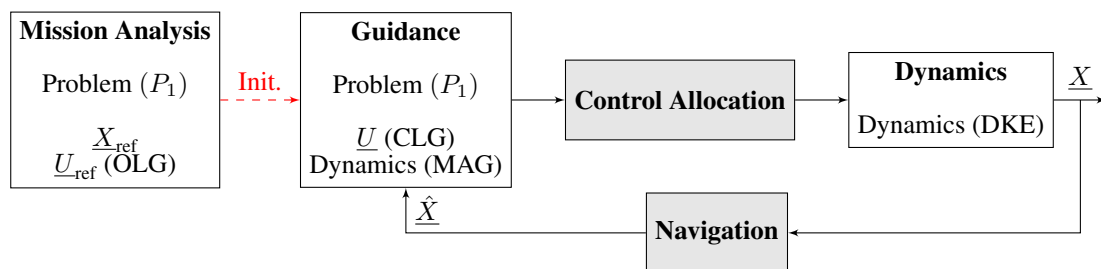 Mission Analysis
Problem (P₁)
X_ref
U_ref (OLG)
Init.
Guidance
Problem (P₁)
U (CLG)
Dynamics (MAG)
Control Allocation
Dynamics
Dynamics (DKE)
X
X̂
Navigation